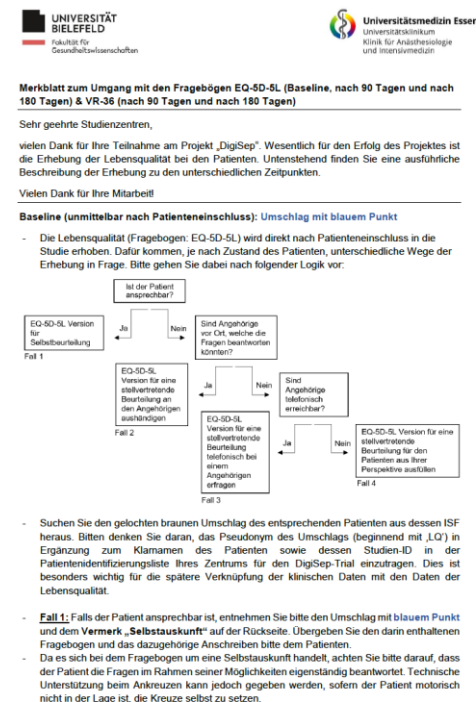 UNIVERSITÄT
BIELEFELD
Fakultät für
Gesundheitswissenschaften
Universitätsmedizin Essen
Universitätsklinikum
Klinik für Anästhesiologie
und Intensivmedizin
Merkblatt zum Umgang mit den Fragebögen EQ-5D-5L (Baseline, nach 90 Tagen und nach
180 Tagen) & VR-36 (nach 90 Tagen und nach 180 Tagen)
Sehr geehrte Studienzentren,
vielen Dank für Ihre Teilnahme am Projekt „DigiSep". Wesentlich für den Erfolg des Projektes ist
die Erhebung der Lebensqualität bei den Patienten. Untenstehend finden Sie eine ausführliche
Beschreibung der Erhebung zu den unterschiedlichen Zeitpunkten.
Vielen Dank für Ihre Mitarbeit!
Baseline (unmittelbar nach Patienteneinschluss): Umschlag mit blauem Punkt
- Die Lebensqualität (Fragebogen: EQ-5D-5L) wird direkt nach Patienteneinschluss in die
Studie erhoben. Dafür kommen, je nach Zustand des Patienten, unterschiedliche Wege der
Erhebung in Frage. Bitte gehen Sie dabei nach folgender Logik vor:
Ist der Patient
ansprechbar?
EQ-5D-5L Version
für
Selbstbeurteilung
Fall 1
Ja
Nein
Sind Angehörige
vor Ort, welche die
Fragen beantworten
könnten?
EQ-5D-5L
Version für eine
stellvertretende
Beurteilung an
den Angehörigen
aushändigen
Fall 2
Ja
Nein
Sind
Angehörige
telefonisch
erreichbar?
EQ-5D-5L
Version für eine
stellvertretende
Beurteilung
telefonisch bei
einem
Angehörigen
erfragen
Fall 3
Ja
Nein
EQ-5D-5L Version für eine
stellvertretende
Beurteilung für den
Patienten aus Ihrer
Perspektive ausfüllen
Fall 4
- Suchen Sie den gelochten braunen Umschlag des entsprechenden Patienten aus dessen ISF
heraus. Bitten denken Sie daran, das Pseudonym des Umschlags (beginnend mit ‚LQ') in
Ergänzung zum Klarnamen des Patienten sowie dessen Studien-ID in der
Patientenidentifizierungsliste Ihres Zentrums für den DigiSep-Trial einzutragen. Dies ist
besonders wichtig für die spätere Verknüpfung der klinischen Daten mit den Daten der
Lebensqualität.
- Fall 1: Falls der Patient ansprechbar ist, entnehmen Sie bitte den Umschlag mit blauem Punkt
und dem Vermerk „Selbstauskunft" auf der Rückseite. Übergeben Sie den darin enthaltenen
Fragebogen und das dazugehörige Anschreiben bitte dem Patienten.
- Da es sich bei dem Fragebogen um eine Selbstauskunft handelt, achten Sie bitte darauf, dass
der Patient die Fragen im Rahmen seiner Möglichkeiten eigenständig beantwortet. Technische
Unterstützung beim Ankreuzen kann jedoch gegeben werden, sofern der Patient motorisch
nicht in der Lage ist, die Kreuze selbst zu setzen.